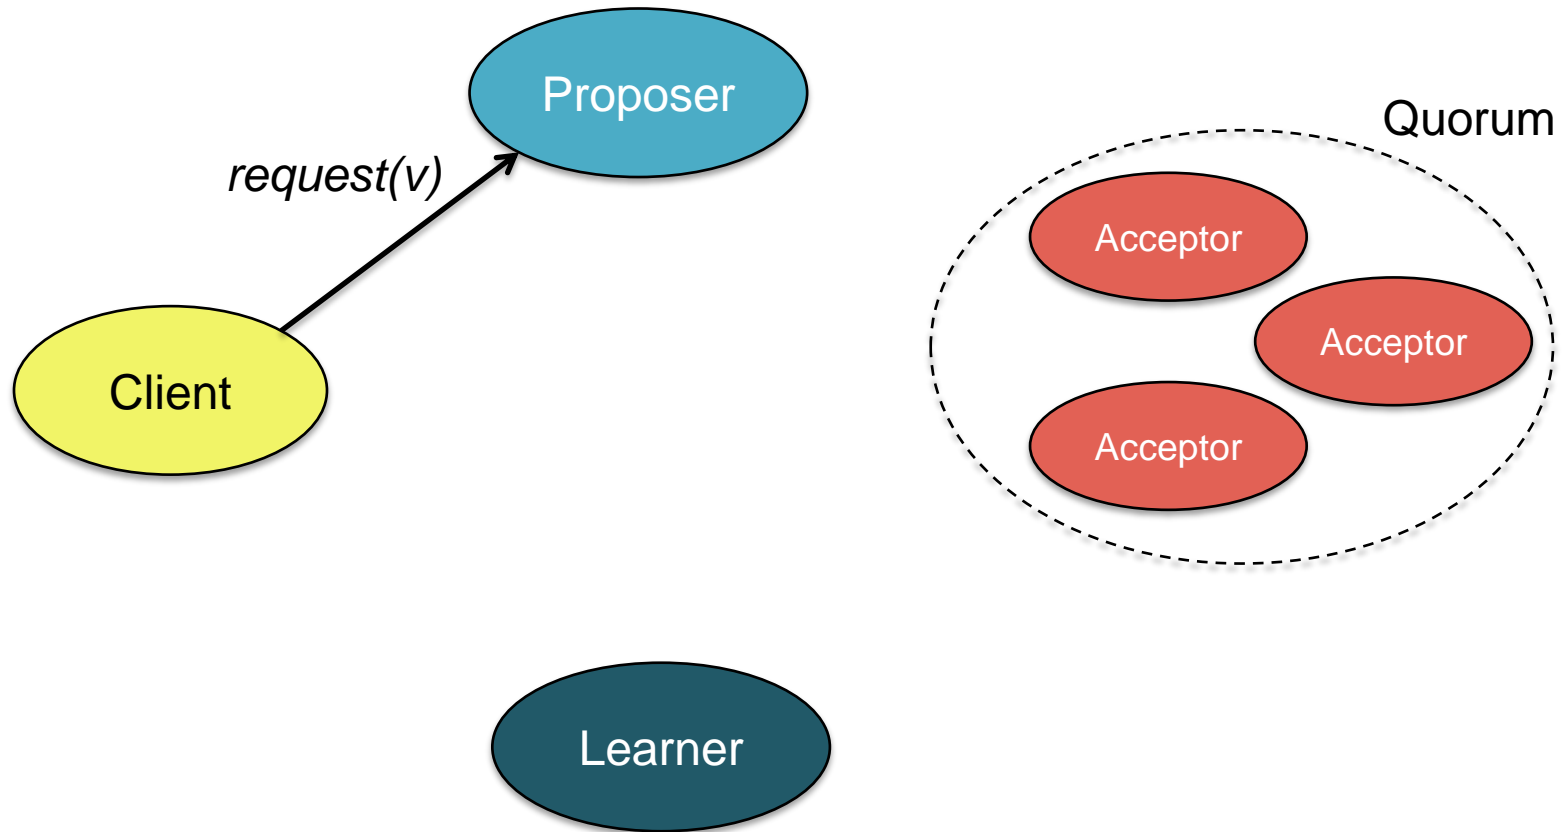 Proposer
Quorum
request(v)
Acceptor
Acceptor
Client
Acceptor
Learner